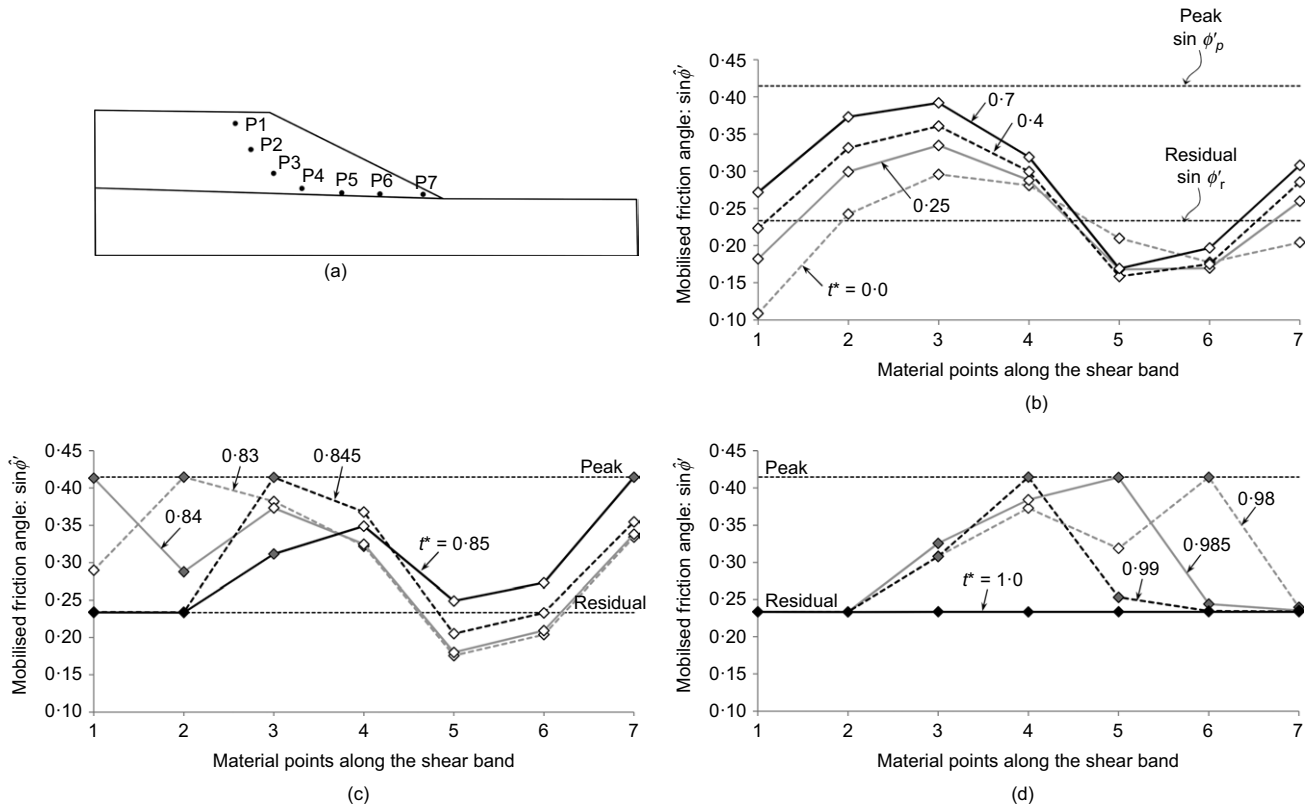 P1
P2
P3
P4
P5
P6
P7
(a)
Peak
sin ϕ′p
0·45
0·40
0·35
0·30
0·25
0·20
0·15
0·10
Mobilised friction angle: sinϕ̂′
0·7
0·4
Residual
sin ϕ′r
0·25
t* = 0·0
1 2 3 4 5 6 7
Material points along the shear band
(b)
0·45
0·40
0·35
0·30
0·25
0·20
0·15
0·10
Mobilised friction angle: sinϕ̂′
0·83
0·845
Peak
0·84
t* = 0·85
Residual
1 2 3 4 5 6 7
Material points along the shear band
(c)
0·45
0·40
0·35
0·30
0·25
0·20
0·15
0·10
Mobilsed friction angle: sinϕ̂′
Peak
0·98
0·985
0·99
t* = 1·0
Residual
1 2 3 4 5 6 7
Material points along the shear band
(d)